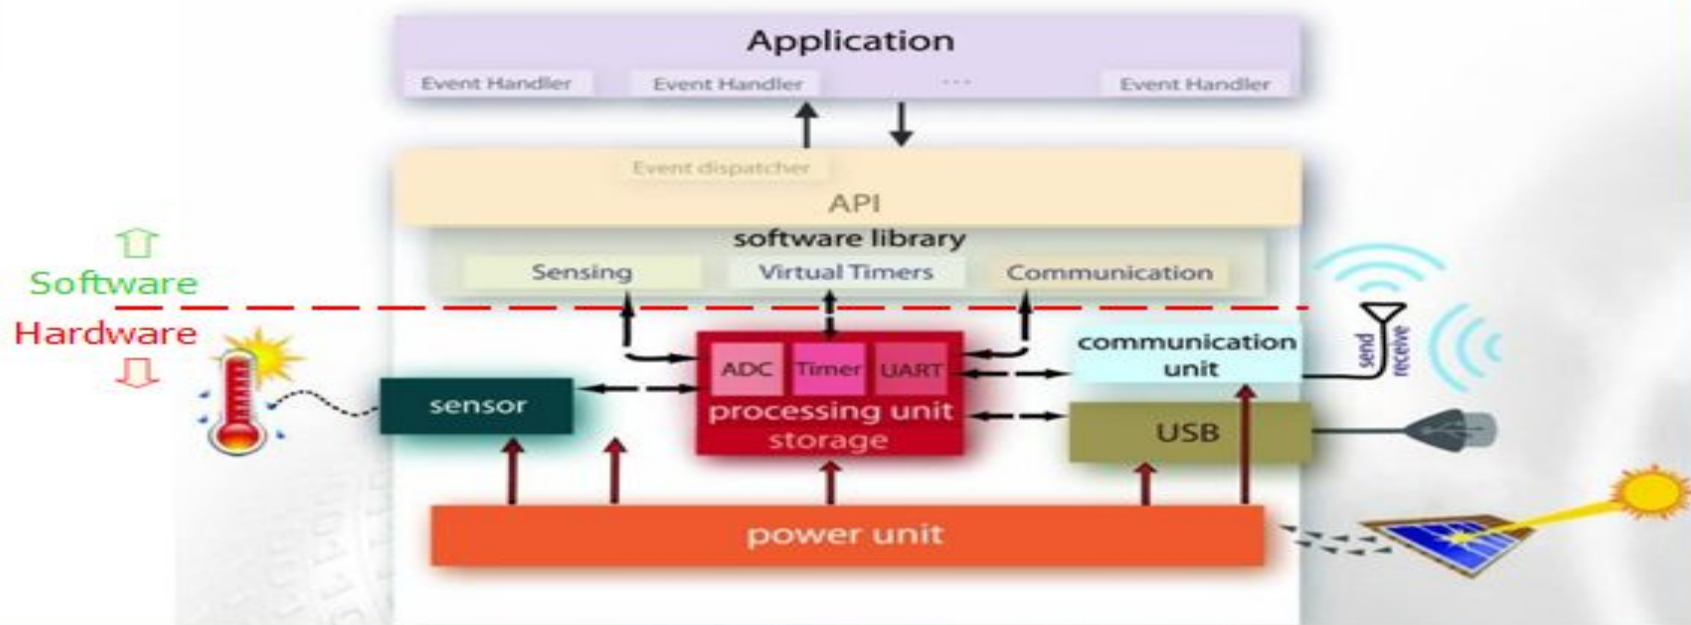 Application
Event Handler
Event Handler
...
Event Handler
Event dispatcher
API
software library
Sensing
Virtual Timers
Communication
Software
Hardware
ADC
Timer
UART
processing unit
storage
sensor
communication
unit
send
receive
USB
power unit